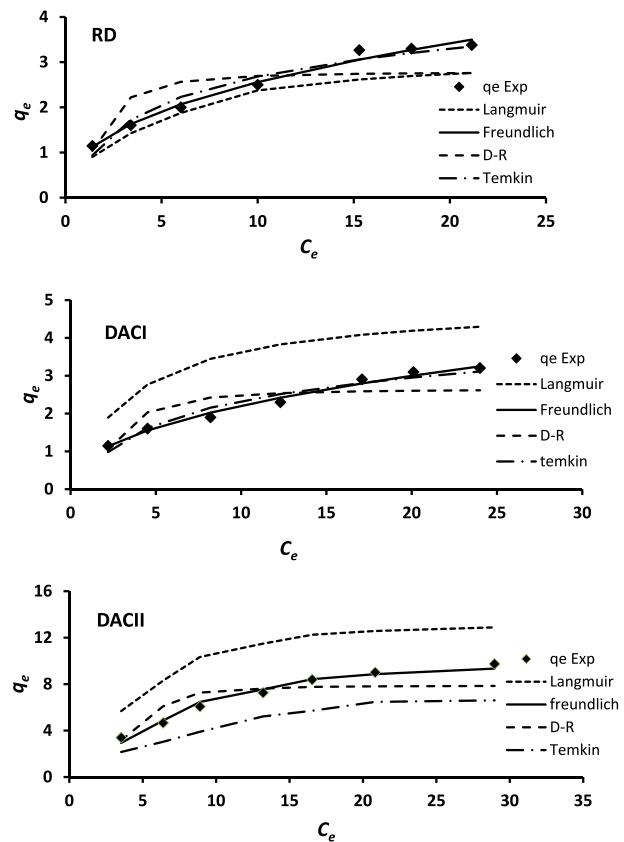 4
RD
3
2
1
0
qe
qe Exp
Langmuir
Freundlich
D-R
Temkin
0 5 10 15 20 25
Ce
5
DACI
4
3
2
1
0
qe
qe Exp
Langmuir
Freundlich
D-R
temkin
0 5 10 15 20 25 30
Ce
16
DACII
12
8
4
0
qe
qe Exp
Langmuir
freundlich
D-R
Temkin
0 5 10 15 20 25 30 35
Ce